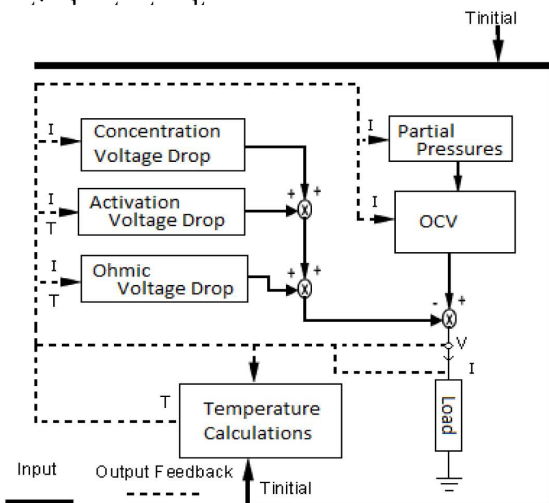 Tinitial
I
Concentration
Voltage Drop
I
Partial
Pressures
I
T
Activation
Voltage Drop
+ +
X
I
OCV
I
T
Ohmic
Voltage Drop
+ +
X
- +
X
V
I
T
Temperature
Calculations
Load
Input
Output Feedback
Tinitial